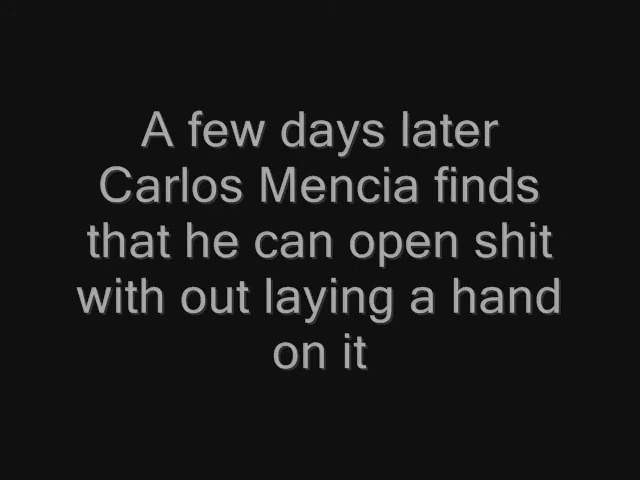 A few days later
Carlos Mencia finds
that he can open shit
with out laying a hand
on it